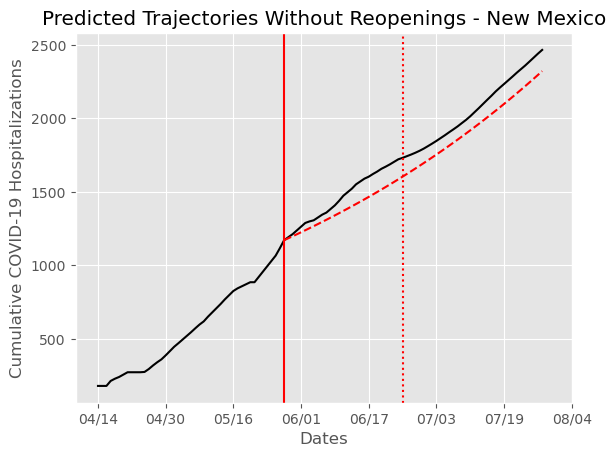 Predicted Trajectories Without Reopenings - New Mexico
2500
2000
1500
1000
500
Cumulative COVID-19 Hospitalizations
04/14 04/30 05/16 06/01 06/17 07/03 07/19 08/04
Dates